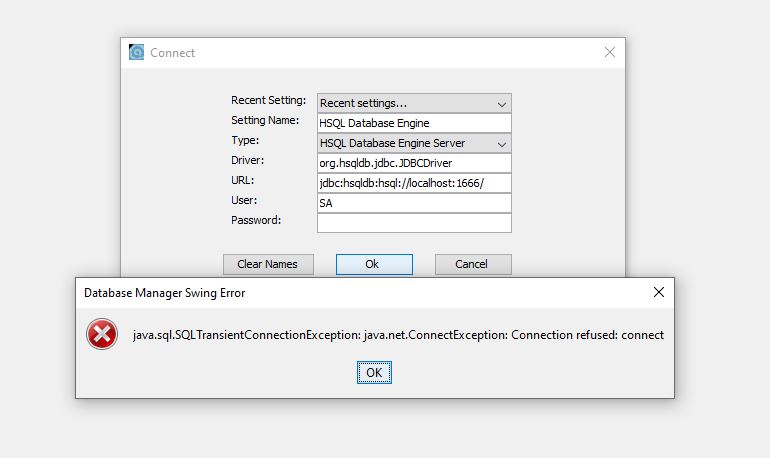 Connect
Recent Setting: Recent settings...
Setting Name: HSQL Database Engine
Type: HSQL Database Engine Server
Driver: org.hsqldb.jdbc.JDBCDriver
URL: jdbc:hsqldb:hsql://localhost:1666/
User: SA
Password:
Clear Names Ok Cancel
Database Manager Swing Error
java.sql.SQLTransientConnectionException: java.net.ConnectException: Connection refused: connect
OK